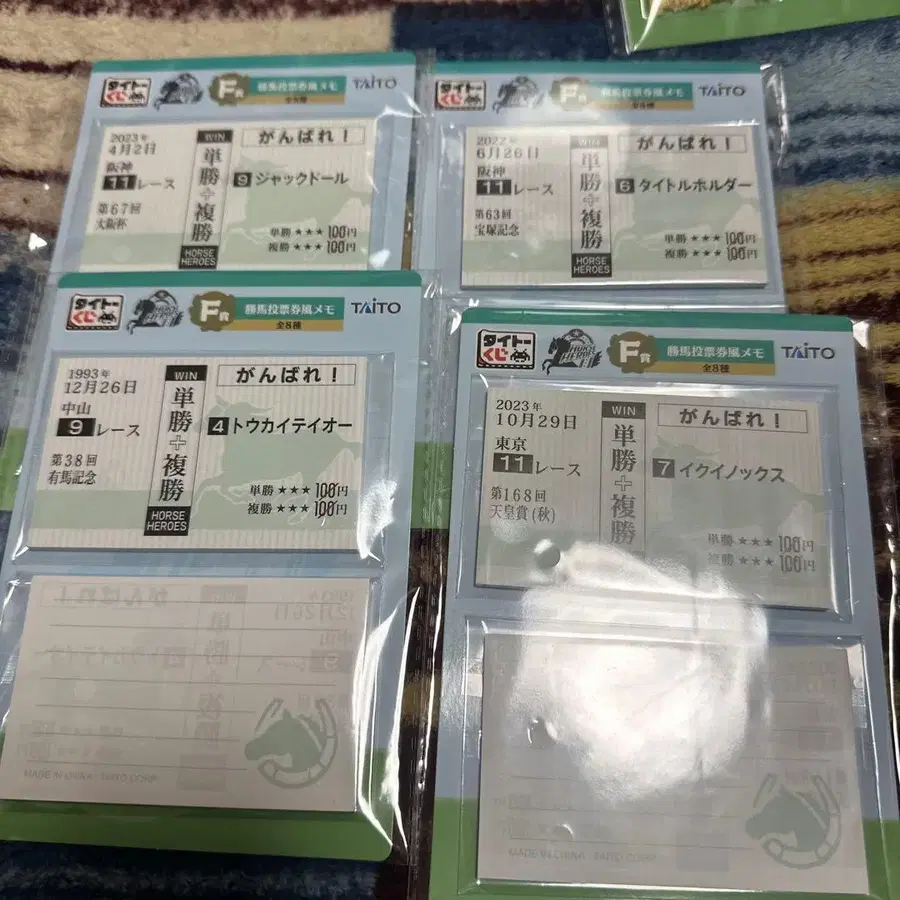 タイトーくじ
F賞
勝馬投票券風メモ
全8種
TAITO
2023年
4月2日
阪神
11レース
第67回
大阪杯
WIN
単勝+複勝
HORSE
HEROES
がんばれ！
9 ジャックドール
単勝★★★100円
複勝★★★100円
タイトーくじ
F賞
勝馬投票券風メモ
全8種
TAITO
2022年
6月26日
阪神
11レース
第63回
宝塚記念
WIN
単勝+複勝
HORSE
HEROES
がんばれ！
6 タイトルホルダー
単勝★★★100円
複勝★★★100円
タイトーくじ
F賞
勝馬投票券風メモ
全8種
TAITO
1993年
12月26日
中山
9レース
第38回
有馬記念
WIN
単勝+複勝
HORSE
HEROES
がんばれ！
4 トウカイテイオー
単勝★★★100円
複勝★★★100円
MADE IN CHINA TAITO CORP.
タイトーくじ
HORSE
HEROES
F賞
勝馬投票券風メモ
全8種
TAITO
2023年
10月29日
東京
11レース
第168回
天皇賞(秋)
WIN
単勝+複勝
がんばれ！
7 イクイノックス
単勝★★★100円
複勝★★★100円
MADE IN CHINA TAITO CORP.